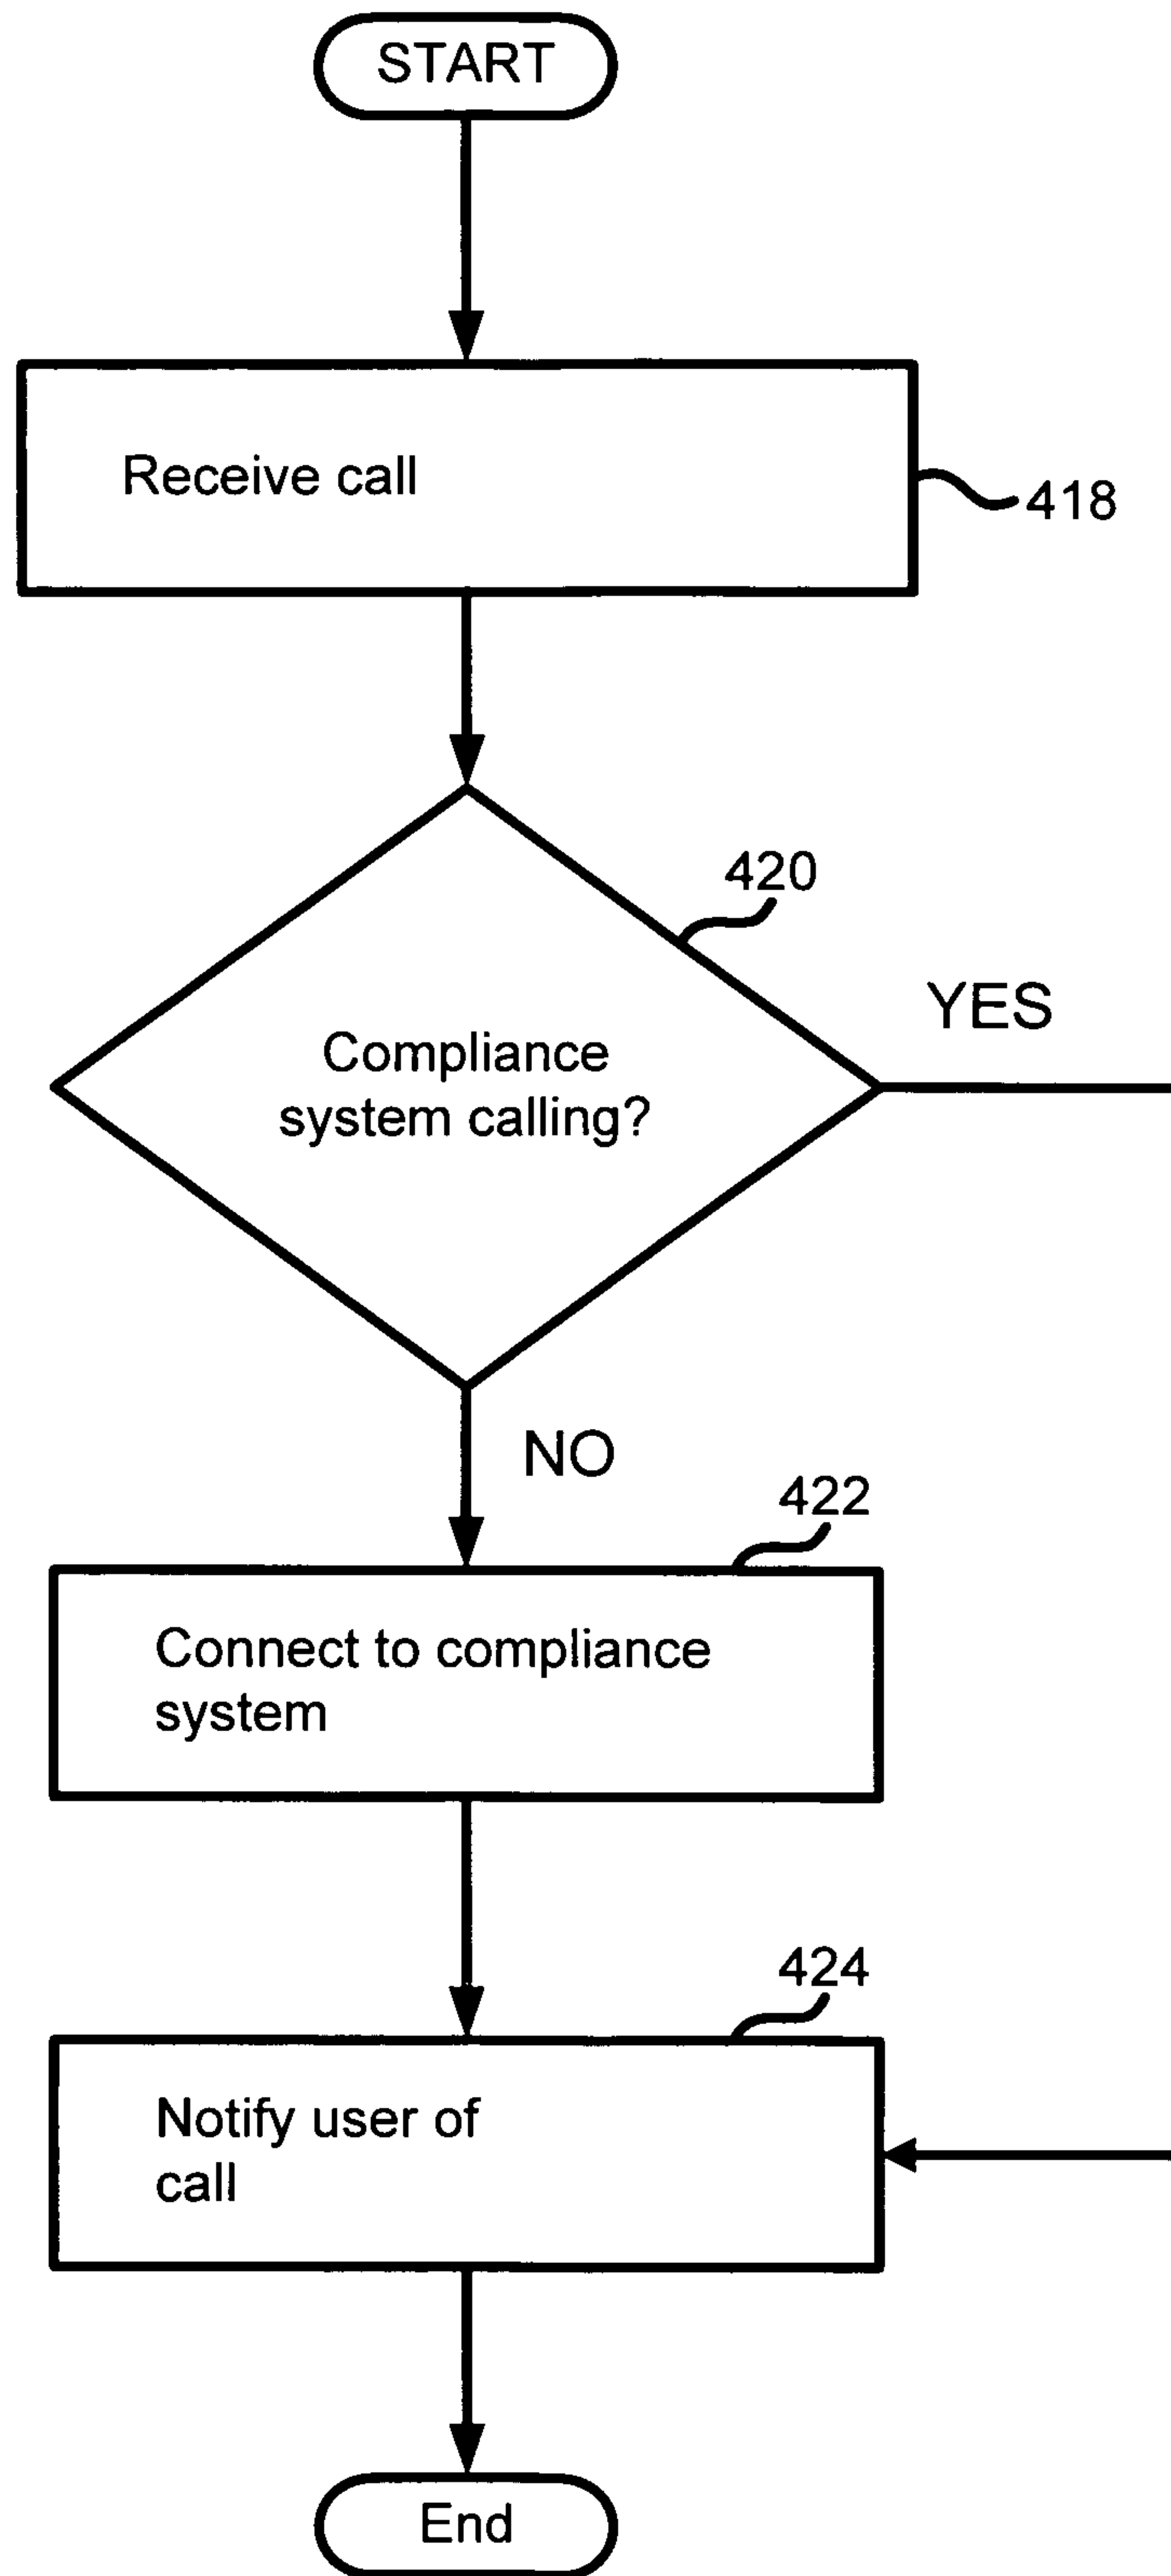 START
Receive call
418
420
YES
Compliance
system calling?
NO
422
Connect to compliance
system
424
Notify user of
call
End